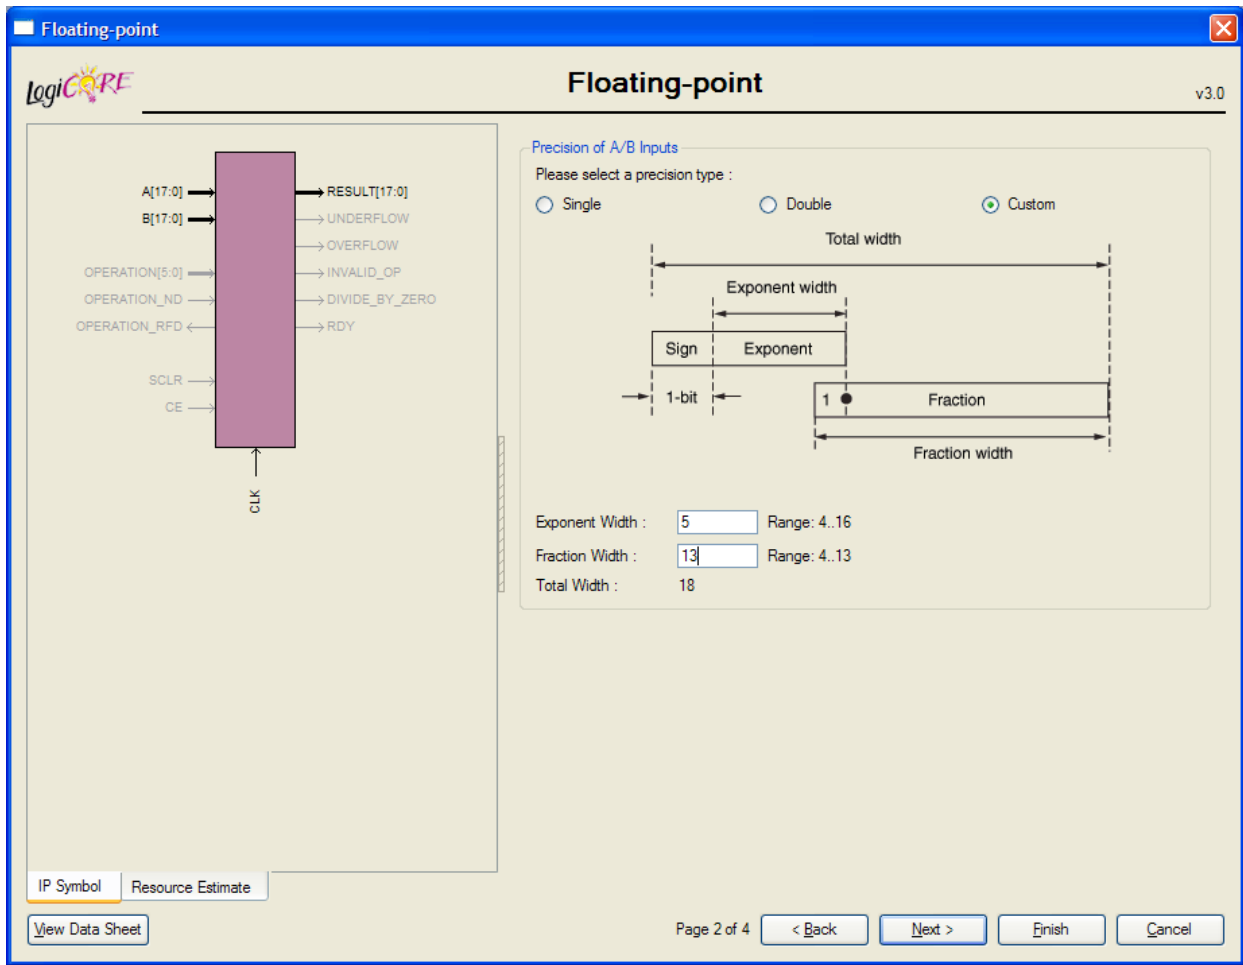 Floating-point
LogiCORE
Floating-point
v3.0
A[17:0]
B[17:0]
OPERATION[5:0]
OPERATION_ND
OPERATION_RFD
SCLR
CE
CLK
RESULT[17:0]
UNDERFLOW
OVERFLOW
INVALID_OP
DIVIDE_BY_ZERO
RDY
Precision of A/B Inputs
Please select a precision type :
Single Double Custom
Total width
Exponent width
Sign Exponent
1-bit
1 Fraction
Fraction width
Exponent Width : 5 Range: 4..16
Fraction Width : 13 Range: 4..13
Total Width : 18
IP Symbol Resource Estimate
View Data Sheet Page 2 of 4 < Back Next > Finish Cancel